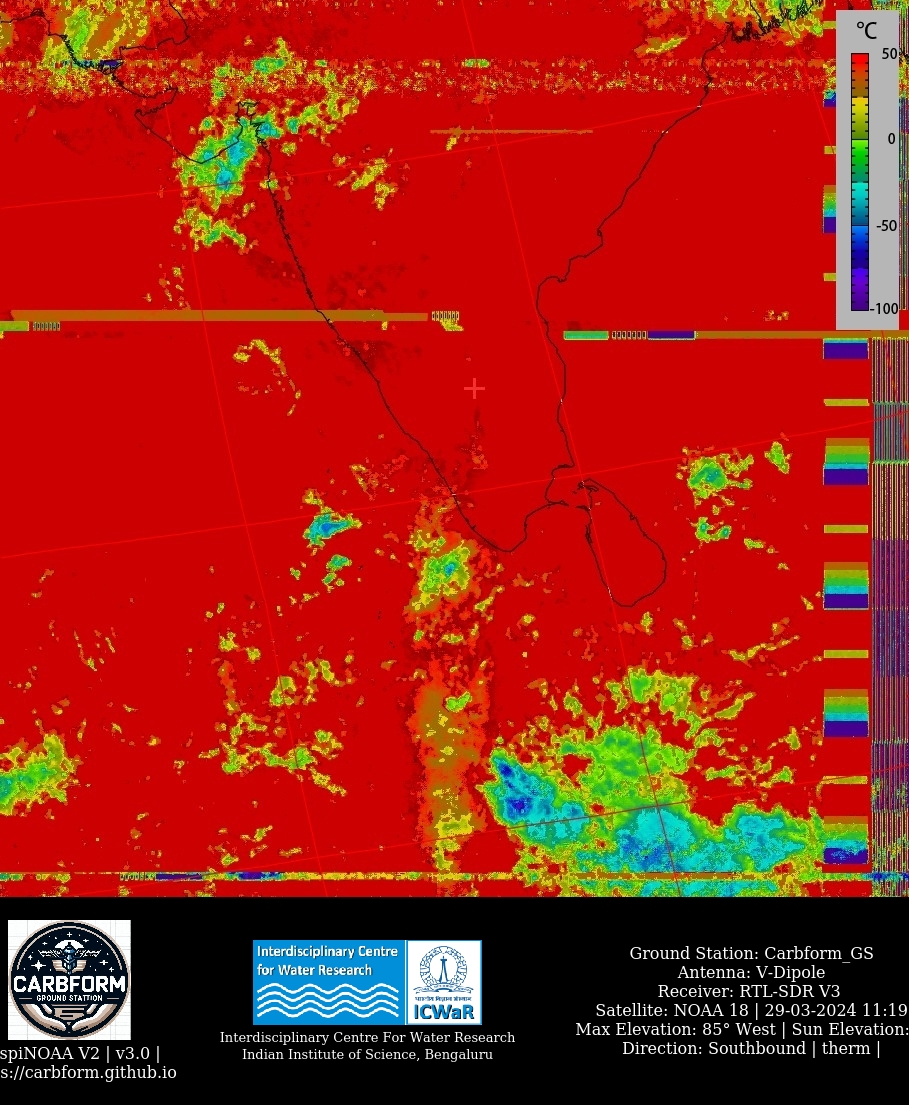 °C
50
0
-50
-100
CARBFORM
GROUND STATION
spiNOAA V2 | v3.0 |
s://carbform.github.io
Interdisciplinary Centre
for Water Research
ICWaR
Interdisciplinary Centre For Water Research
Indian Institute of Science, Bengaluru
Ground Station: Carbform_GS
Antenna: V-Dipole
Receiver: RTL-SDR V3
Satellite: NOAA 18 | 29-03-2024 11:19
Max Elevation: 85° West | Sun Elevation:
Direction: Southbound | therm |